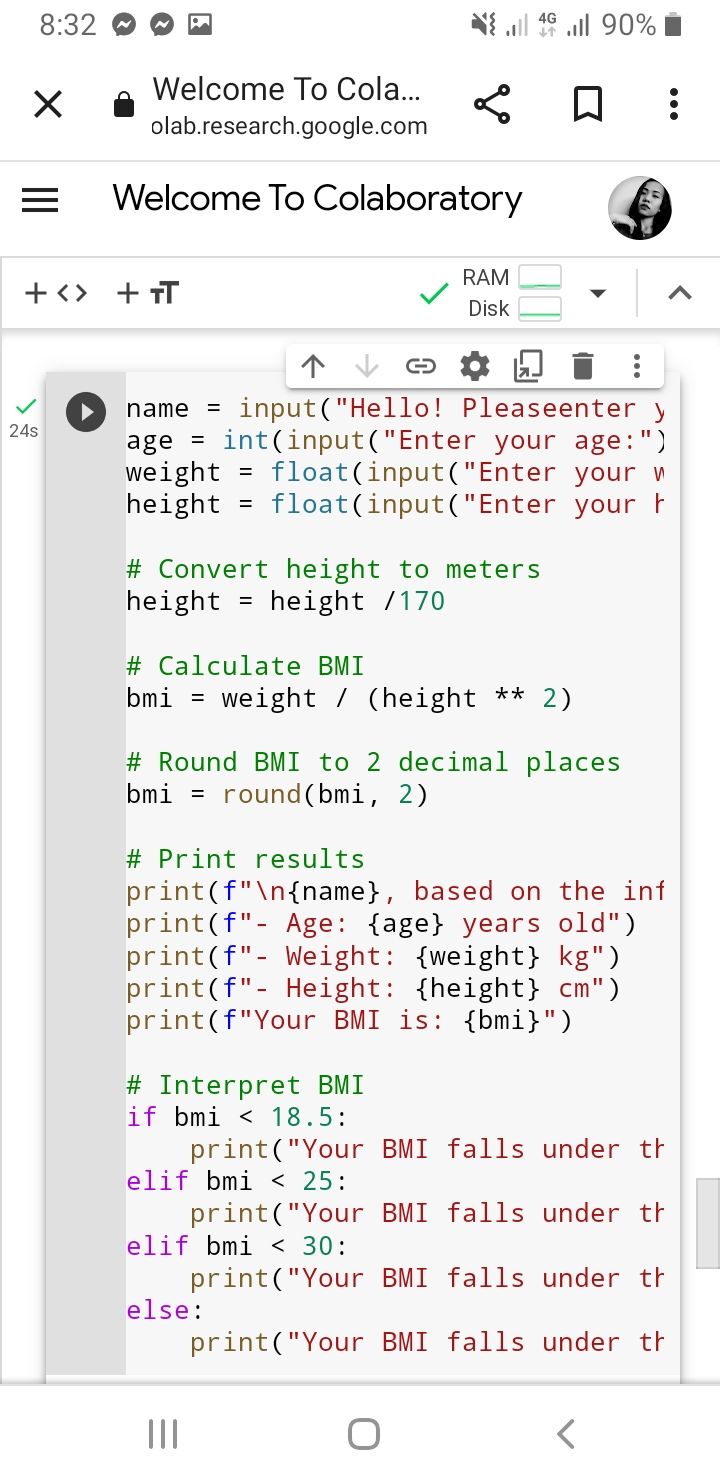 8:32 4G 90%
Welcome To Cola...
olab.research.google.com
Welcome To Colaboratory
+ <> + TT RAM
Disk
24s
name = input("Hello! Pleaseenter y
age = int(input("Enter your age:")
weight = float(input("Enter your w
height = float(input("Enter your h
# Convert height to meters
height = height /170
# Calculate BMI
bmi = weight / (height ** 2)
# Round BMI to 2 decimal places
bmi = round(bmi, 2)
# Print results
print(f"\n{name}, based on the inf
print(f"- Age: {age} years old")
print(f"- Weight: {weight} kg")
print(f"- Height: {height} cm")
print(f"Your BMI is: {bmi}")
# Interpret BMI
if bmi < 18.5:
    print("Your BMI falls under th
elif bmi < 25:
    print("Your BMI falls under th
elif bmi < 30:
    print("Your BMI falls under th
else:
    print("Your BMI falls under th